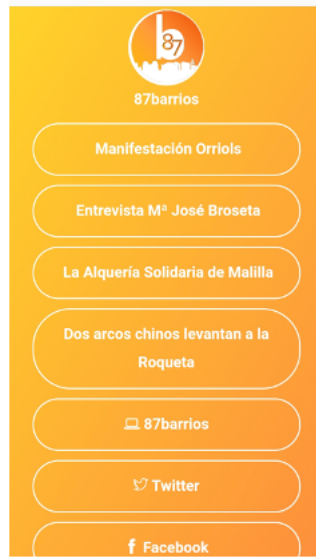 b87
87barrios
Manifestación Orriols
Entrevista Mª José Broseta
La Alquería Solidaria de Malilla
Dos arcos chinos levantan a la
Roqueta
87barrios
Twitter
Facebook